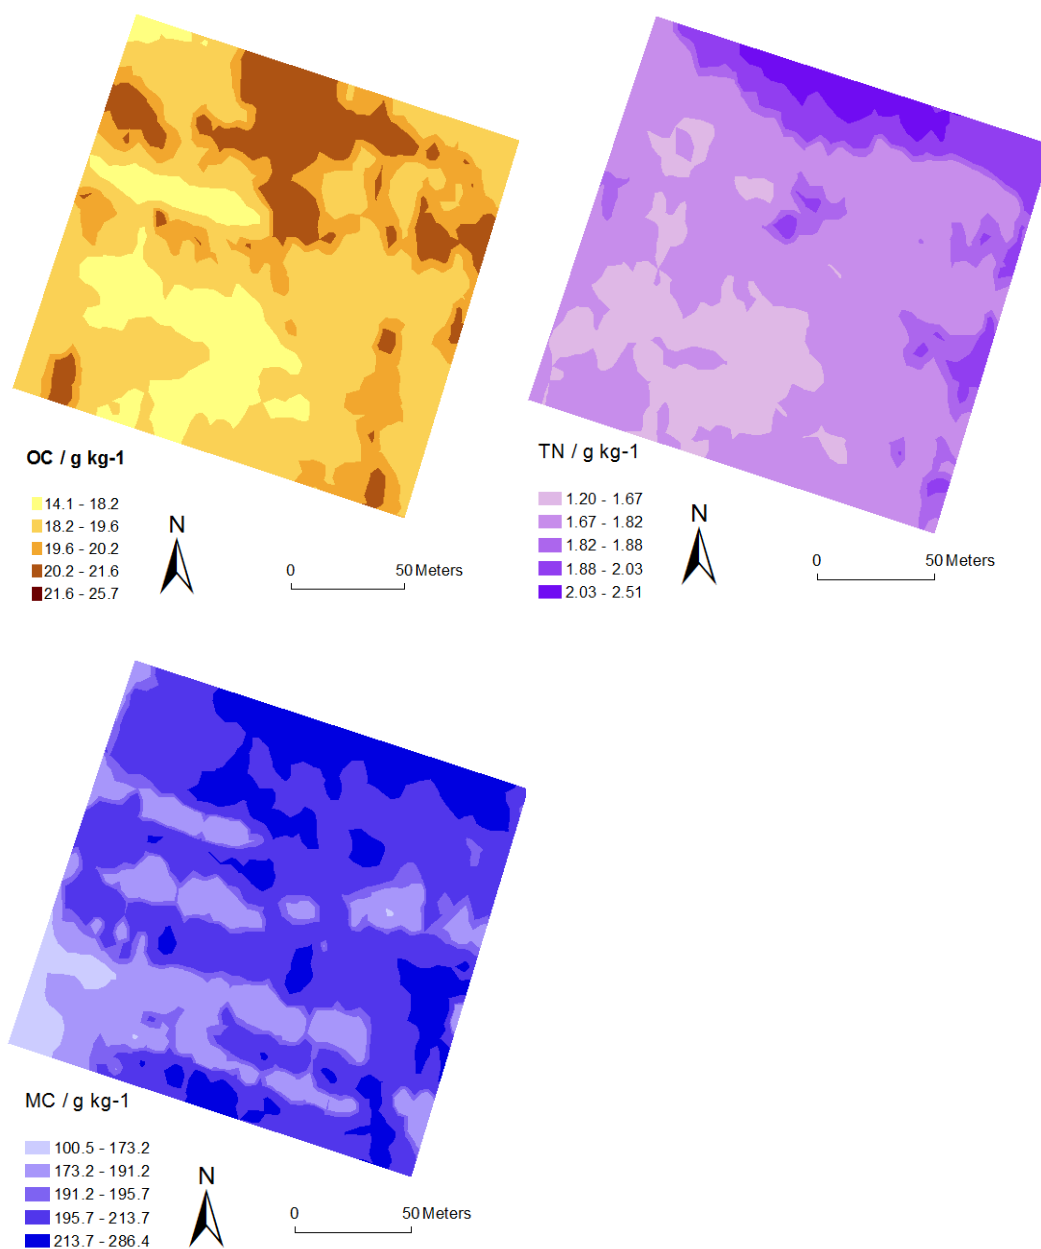 OC / g kg-1
14.1 - 18.2
18.2 - 19.6
19.6 - 20.2
20.2 - 21.6
21.6 - 25.7
N
0 50 Meters
TN / g kg-1
1.20 - 1.67
1.67 - 1.82
1.82 - 1.88
1.88 - 2.03
2.03 - 2.51
N
0 50 Meters
MC / g kg-1
100.5 - 173.2
173.2 - 191.2
191.2 - 195.7
195.7 - 213.7
213.7 - 286.4
N
0 50 Meters